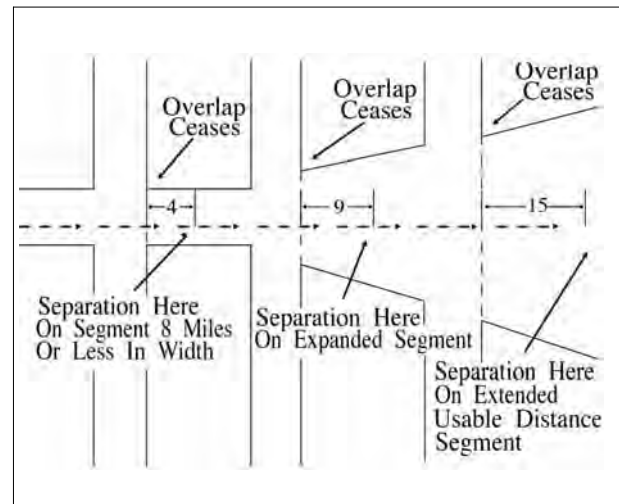 Overlap
Ceases
Overlap
Ceases
Overlap
Ceases
4
9
15
Separation Here
On Segment 8 Miles
Or Less In Width
Separation Here
On Expanded Segment
Separation Here
On Extended
Usable Distance
Segment